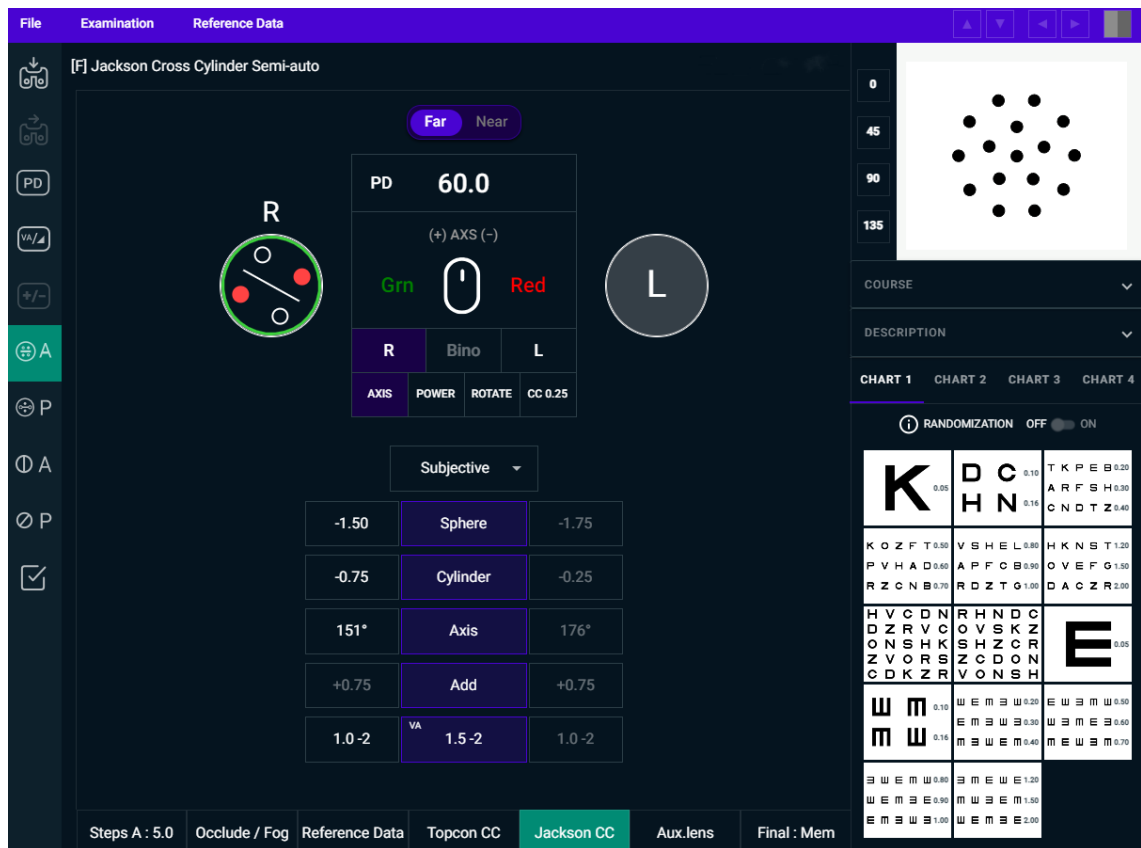 File Examination Reference Data
[F] Jackson Cross Cylinder Semi-auto
Far Near
PD 60.0
R
(+) AXS (−)
Grn Red
L
R Bino L
AXIS POWER ROTATE CC 0.25
Subjective
-1.50 Sphere -1.75
-0.75 Cylinder -0.25
151° Axis 176°
+0.75 Add +0.75
1.0 -2 VA 1.5 -2 1.0 -2
Steps A : 5.0 Occlude / Fog Reference Data Topcon CC Jackson CC Aux.lens Final : Mem
PD
VA/
+/-
A
P
A
P
0
45
90
135
COURSE
DESCRIPTION
CHART 1 CHART 2 CHART 3 CHART 4
RANDOMIZATION OFF ON
K 0.05
D C 0.10
H N 0.16
T K P E B 0.20
A R F S H 0.30
C N D T Z 0.40
K O Z F T 0.50
P V H A D 0.60
R Z C N B 0.70
V S H E L 0.80
A P F C B 0.90
R D Z T G 1.00
H K N S T 1.20
O V E F G 1.50
D A C Z R 2.00
H V C D N
D Z R V C
O N S H K
Z V O R S
C D K Z R
R H N D C
O V S K Z
S H Z C R
Z C D O N
V O N S H
E 0.05
0.10
0.16
0.20
0.30
0.40
0.50
0.60
0.70
0.80
0.90
1.00
1.20
1.50
2.00